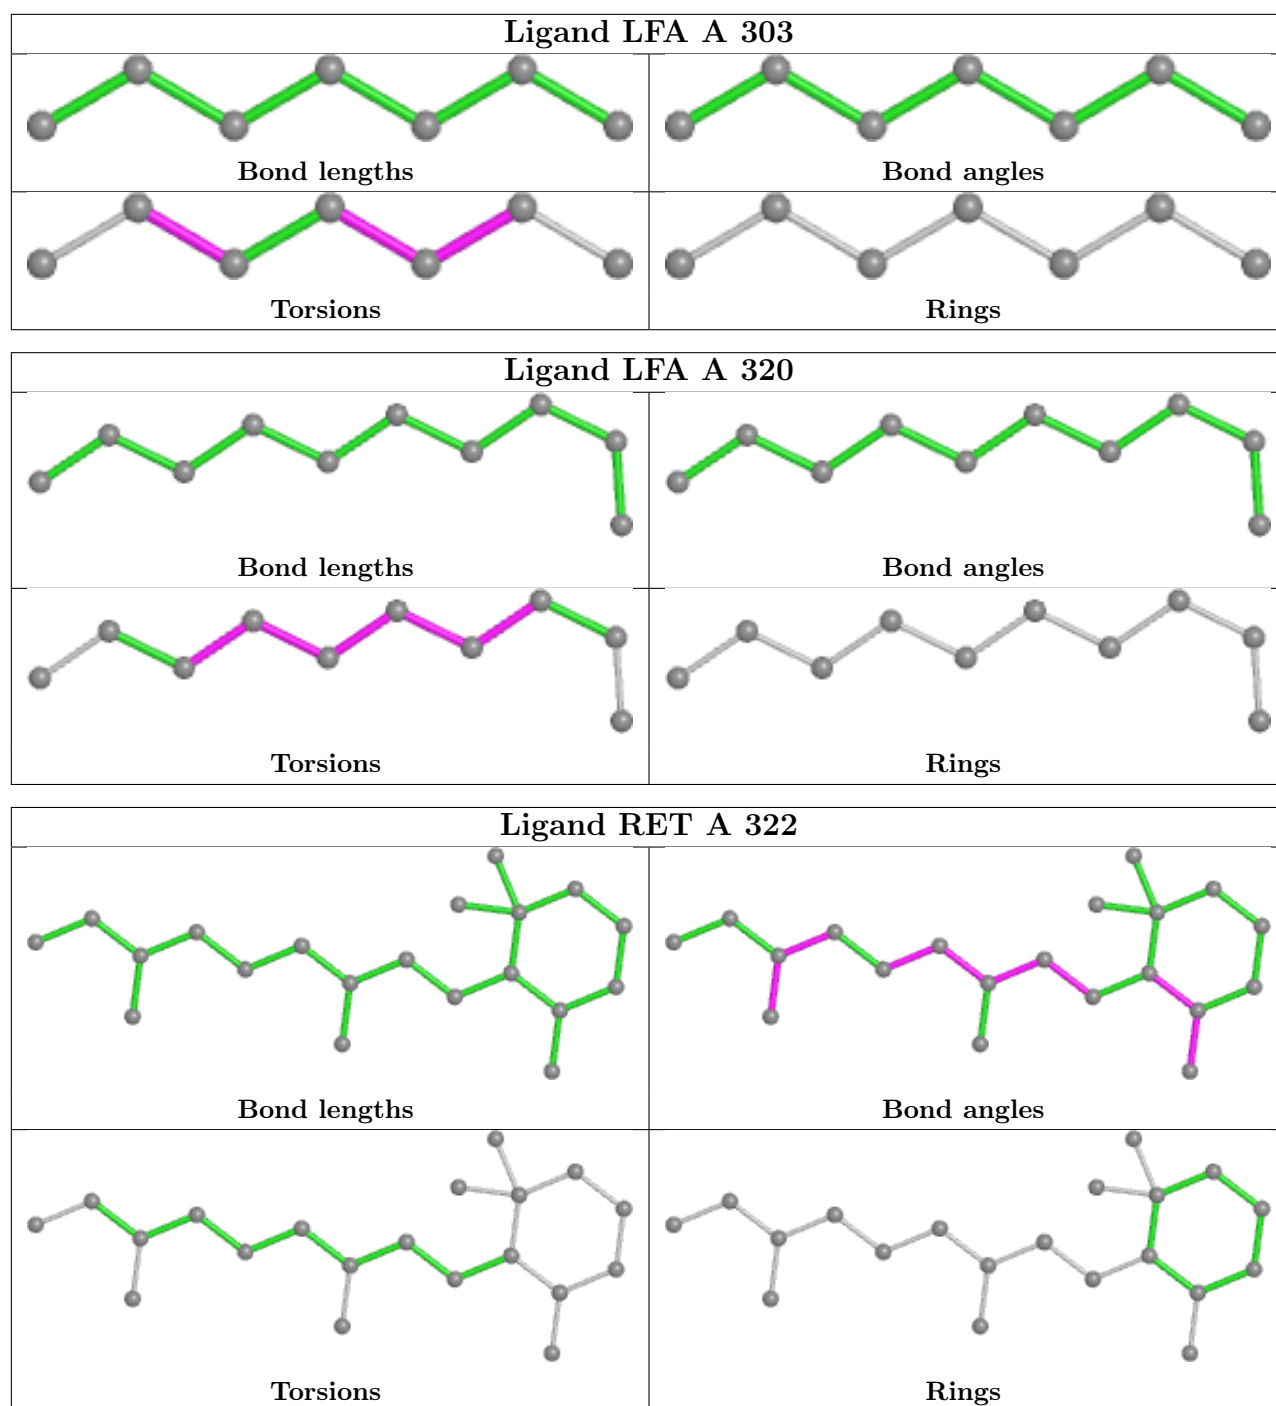 Ligand LFA A 303
Bond lengths
Bond angles
Torsions
Rings
Ligand LFA A 320
Bond lengths
Bond angles
Torsions
Rings
Ligand RET A 322
Bond lengths
Bond angles
Torsions
Rings